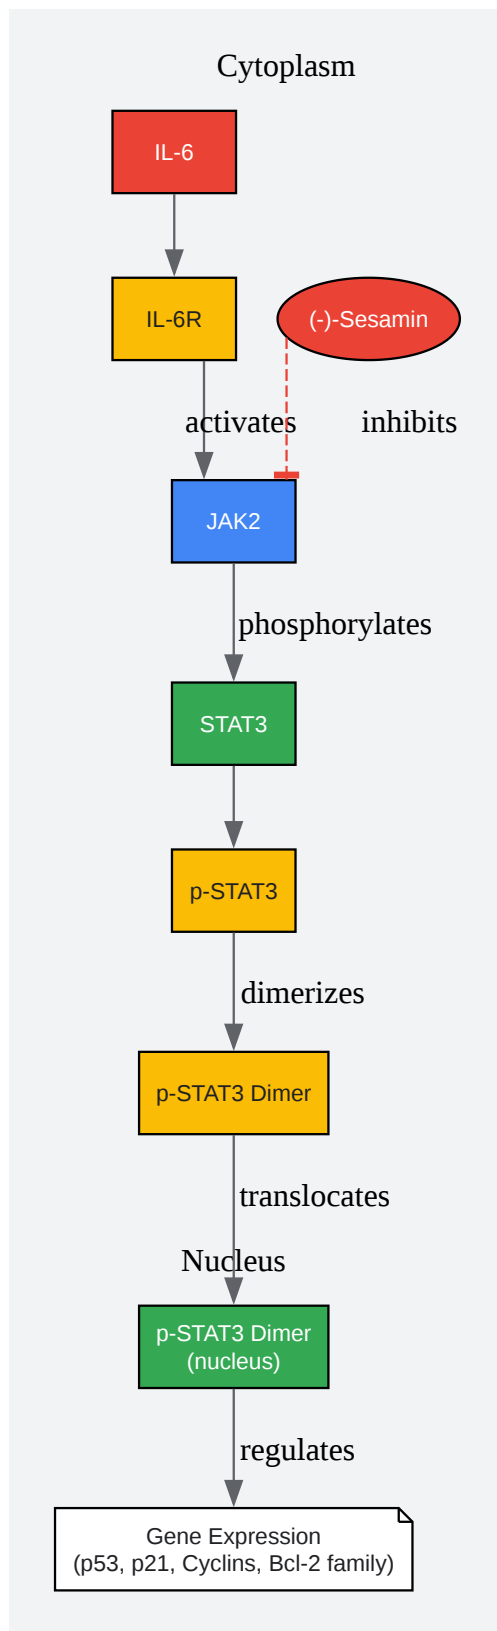 Cytoplasm
IL-6
IL-6R
(-)-Sesamin
activates
inhibits
JAK2
phosphorylates
STAT3
p-STAT3
dimerizes
p-STAT3 Dimer
translocates
Nucleus
p-STAT3 Dimer
(nucleus)
regulates
Gene Expression
(p53, p21, Cyclins, Bcl-2 family)